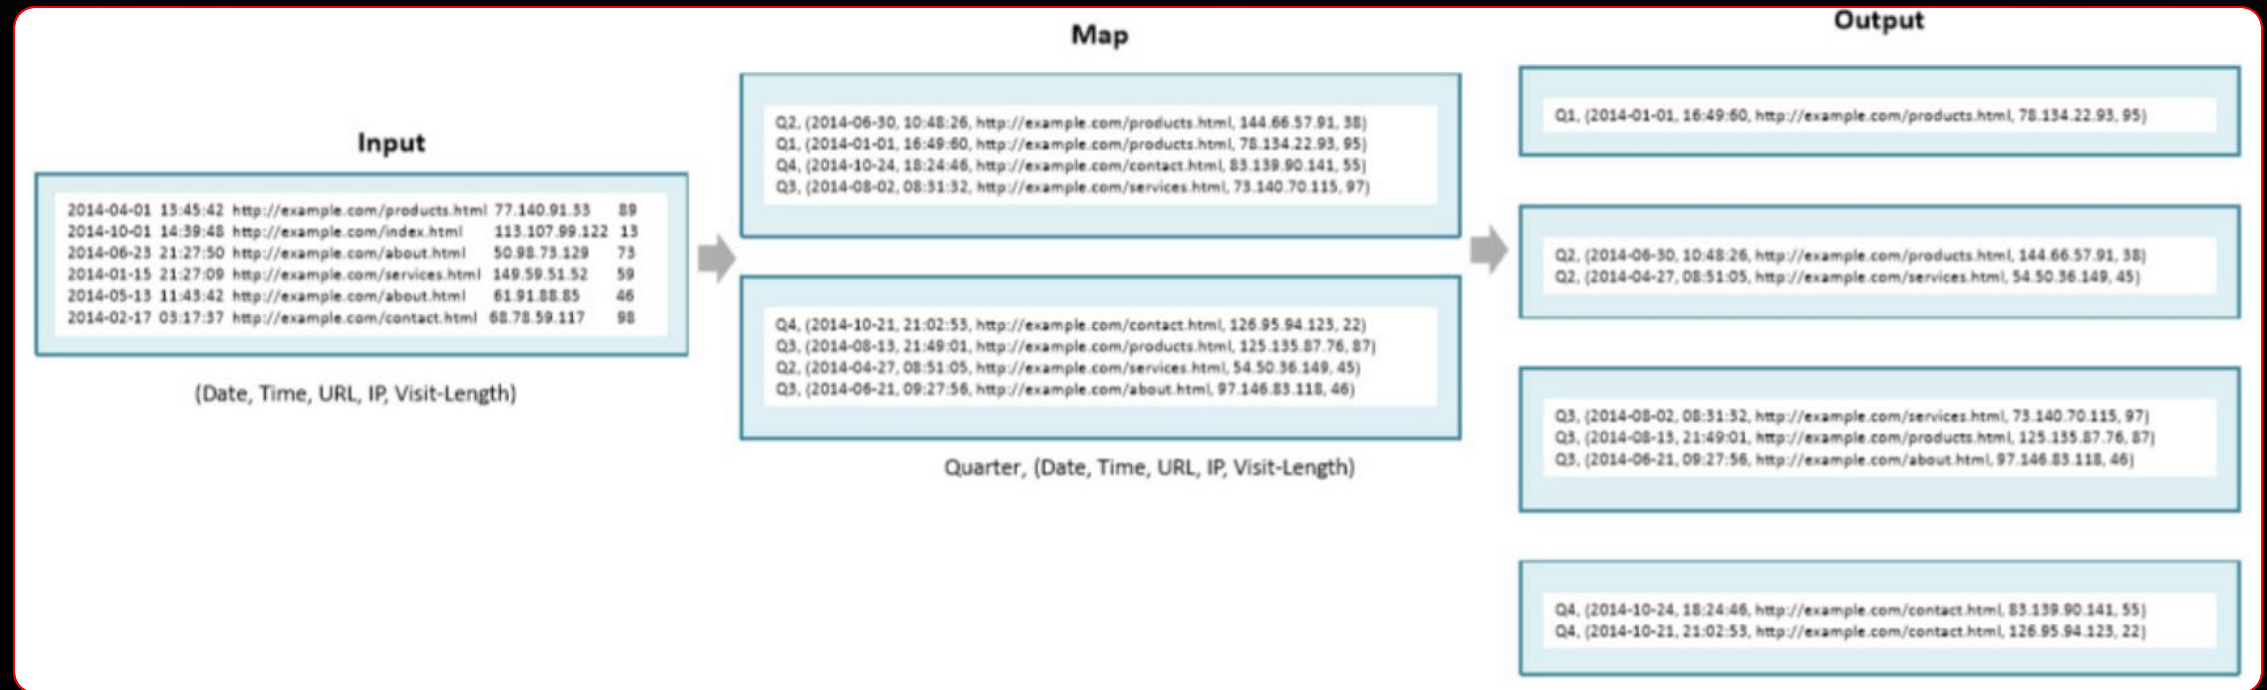 Input
2014-04-01 13:45:42 http://example.com/products.html 77.140.91.33 89
2014-10-01 14:39:48 http://example.com/index.html 113.107.99.122 13
2014-06-23 21:27:50 http://example.com/about.html 50.98.73.129 73
2014-01-15 21:27:09 http://example.com/services.html 149.59.51.52 59
2014-05-13 11:43:42 http://example.com/about.html 61.91.88.85 46
2014-02-17 03:17:37 http://example.com/contact.html 68.78.59.117 98
(Date, Time, URL, IP, Visit-Length)
Map
Q2, (2014-06-30, 10:48:26, http://example.com/products.html, 144.66.57.91, 38)
Q1, (2014-01-01, 16:49:60, http://example.com/products.html, 78.134.22.93, 95)
Q4, (2014-10-24, 18:24:46, http://example.com/contact.html, 83.139.90.141, 55)
Q3, (2014-08-02, 08:31:32, http://example.com/services.html, 73.140.70.115, 97)
Q4, (2014-10-21, 21:02:53, http://example.com/contact.html, 126.95.94.123, 22)
Q3, (2014-08-13, 21:49:01, http://example.com/products.html, 125.135.87.76, 87)
Q2, (2014-04-27, 08:51:05, http://example.com/services.html, 54.50.36.149, 45)
Q3, (2014-06-21, 09:27:56, http://example.com/about.html, 97.146.83.118, 46)
Quarter, (Date, Time, URL, IP, Visit-Length)
Output
Q1, (2014-01-01, 16:49:60, http://example.com/products.html, 78.134.22.93, 95)
Q2, (2014-06-30, 10:48:26, http://example.com/products.html, 144.66.57.91, 38)
Q2, (2014-04-27, 08:51:05, http://example.com/services.html, 54.50.36.149, 45)
Q3, (2014-08-02, 08:31:32, http://example.com/services.html, 73.140.70.115, 97)
Q3, (2014-08-13, 21:49:01, http://example.com/products.html, 125.135.87.76, 87)
Q3, (2014-06-21, 09:27:56, http://example.com/about.html, 97.146.83.118, 46)
Q4, (2014-10-24, 18:24:46, http://example.com/contact.html, 83.139.90.141, 55)
Q4, (2014-10-21, 21:02:53, http://example.com/contact.html, 126.95.94.123, 22)